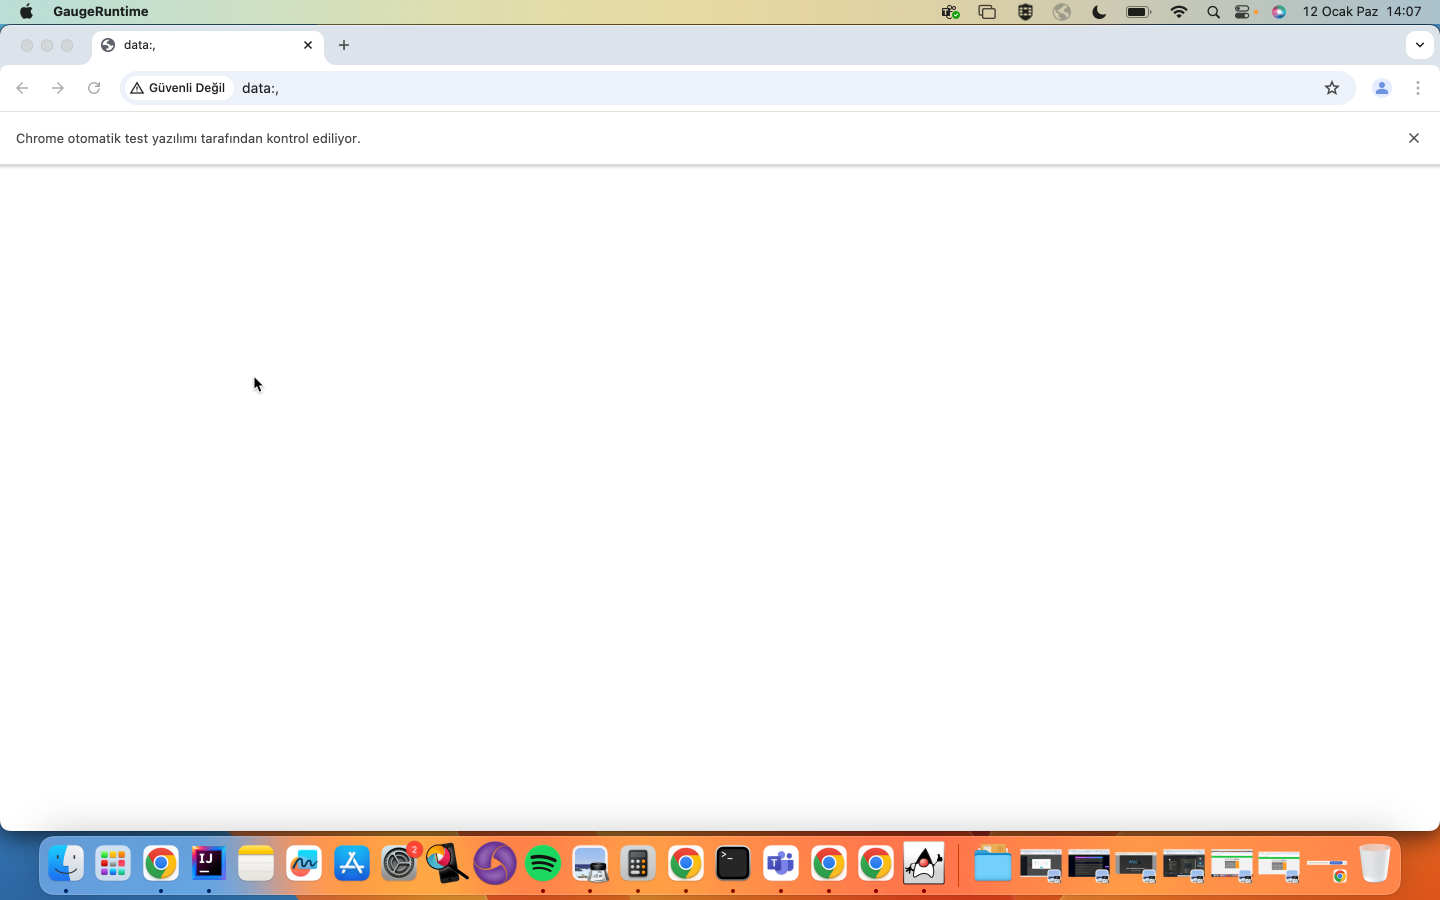 GaugeRuntime
12 Ocak Paz 14:07
data:,
Güvenli Değil
data:,
Chrome otomatik test yazılımı tarafından kontrol ediliyor.
IJ
2
>_